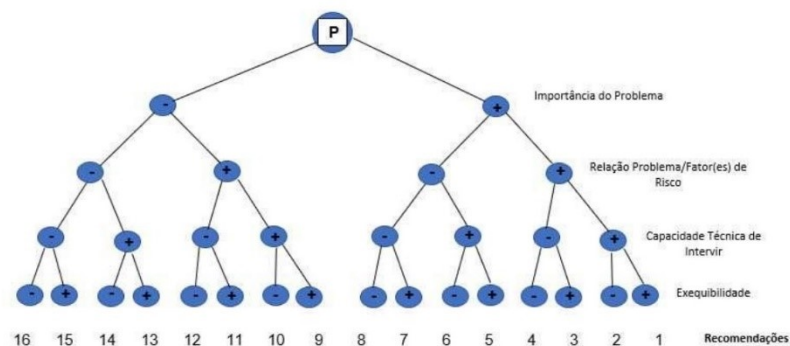 P
- +
Importância do Problema
- + - +
Relação Problema/Fator(es) de
Risco
- + - + - + - +
Capacidade Técnica de
Intervir
- + - + - + - + - + - + - + - +
Exequibilidade
16 15 14 13 12 11 10 9 8 7 6 5 4 3 2 1 Recomendações